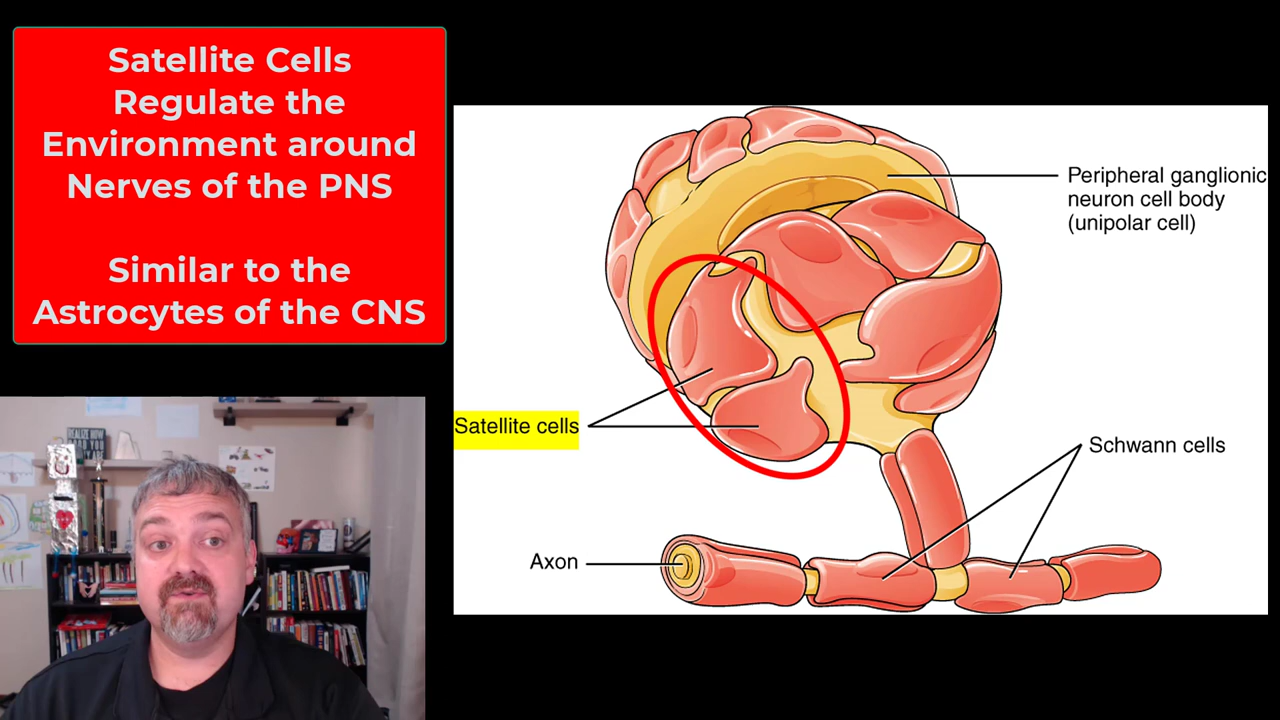 Satellite Cells
Regulate the
Environment around
Nerves of the PNS
Similar to the
Astrocytes of the CNS
Peripheral ganglionic
neuron cell body
(unipolar cell)
Satellite cells
Schwann cells
Axon